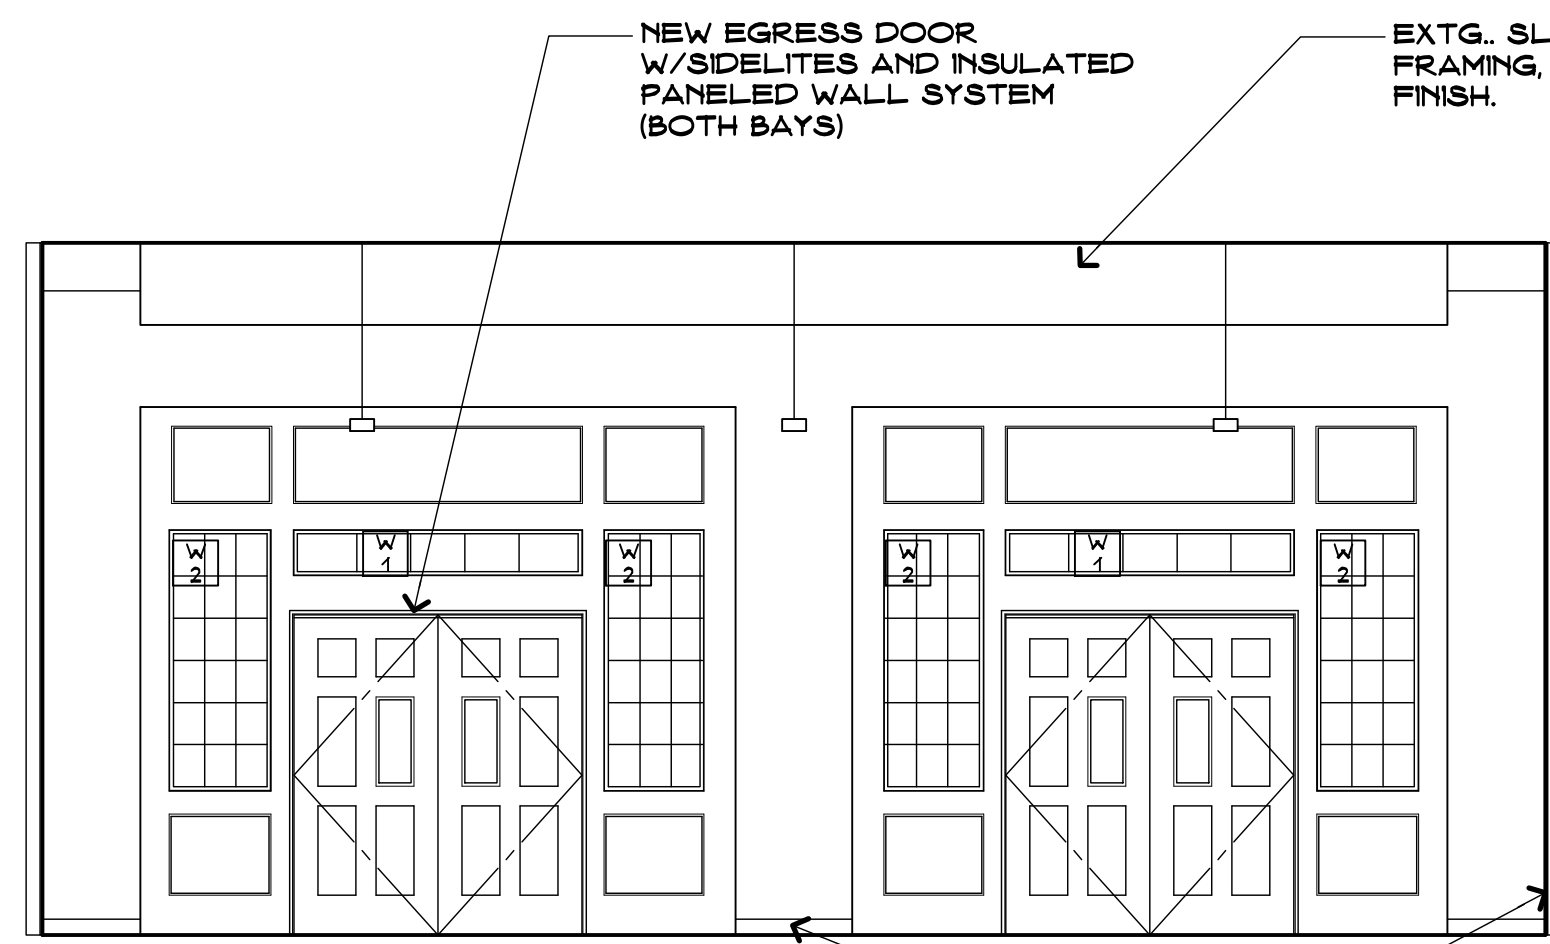 NEW EGRESS DOOR
W/SIDELITES AND INSULATED
PANELED WALL SYSTEM
(BOTH BAYS)
EXTG.. SL
FRAMING,
FINISH.
W
2
W
1
W
2
W
2
W
1
W
2